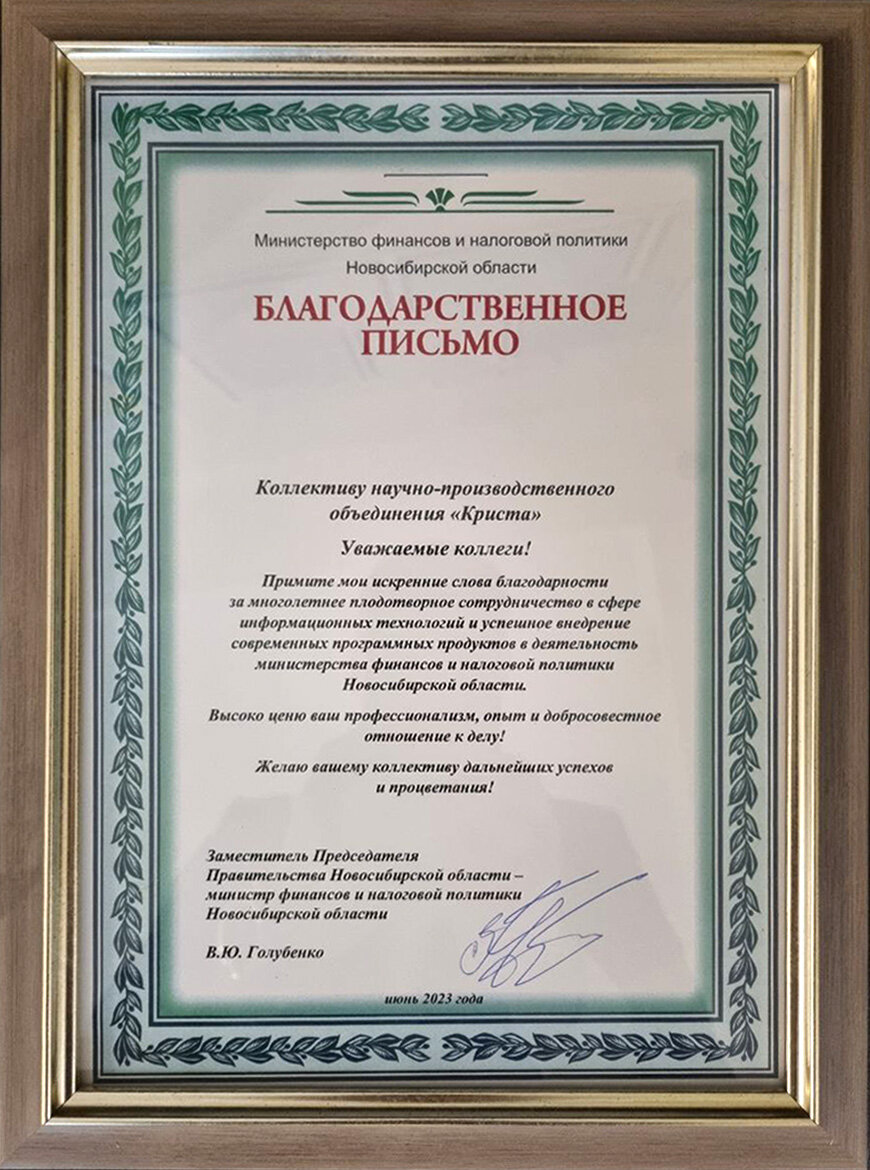 Министерство финансов и налоговой политики
Новосибирской области
БЛАГОДАРСТВЕННОЕ
ПИСЬМО
Коллективу научно-производственного
объединения «Криста»
Уважаемые коллеги!
Примите мои искренние слова благодарности
за многолетнее плодотворное сотрудничество в сфере
информационных технологий и успешное внедрение
современных программных продуктов в деятельность
министерства финансов и налоговой политики
Новосибирской области.
Высоко ценю ваш профессионализм, опыт и добросовестное
отношение к делу!
Желаю вашему коллективу дальнейших успехов
и процветания!
Заместитель Председателя
Правительства Новосибирской области –
министр финансов и налоговой политики
Новосибирской области
В.Ю. Голубенко
июнь 2023 года